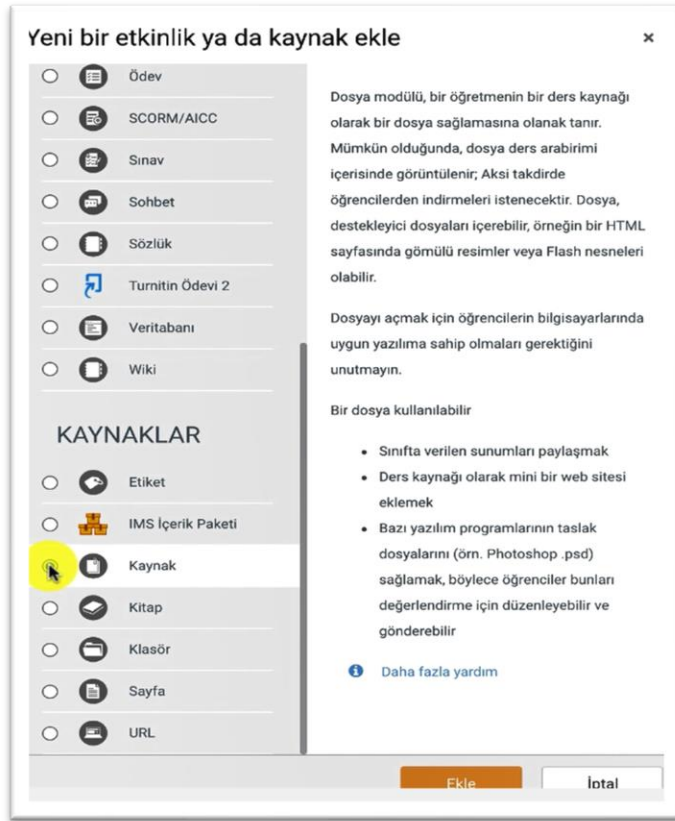 Yeni bir etkinlik ya da kaynak ekle
×
Ödev
SCORM/AICC
Sınav
Sohbet
Sözlük
Turnitin Ödevi 2
Veritabanı
Wiki
KAYNAKLAR
Etiket
IMS İçerik Paketi
Kaynak
Kitap
Klasör
Sayfa
URL
Dosya modülü, bir öğretmenin bir ders kaynağı
olarak bir dosya sağlamasına olanak tanır.
Mümkün olduğunda, dosya ders arabirimi
içerisinde görüntülenir; Aksi takdirde
öğrencilerden indirmeleri istenecektir. Dosya,
destekleyici dosyaları içerebilir, örneğin bir HTML
sayfasında gömülü resimler veya Flash nesneleri
olabilir.
Dosyayı açmak için öğrencilerin bilgisayarlarında
uygun yazılıma sahip olmaları gerektiğini
unutmayın.
Bir dosya kullanılabilir
• Sınıfta verilen sunumları paylaşmak
• Ders kaynağı olarak mini bir web sitesi
eklemek
• Bazı yazılım programlarının taslak
dosyalarını (örn. Photoshop .psd)
sağlamak, böylece öğrenciler bunları
değerlendirme için düzenleyebilir ve
gönderebilir
Daha fazla yardım
Ekle
İptal